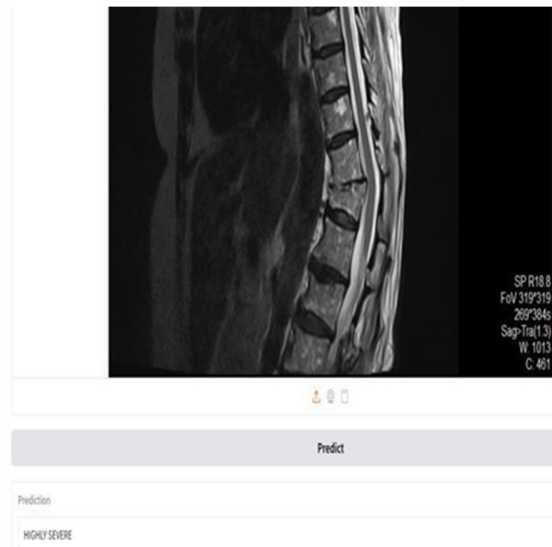 SP R18.8
FoV 319*319
269*384s
Sag>Tra(1.3)
W: 1013
C: 461
Predict
Prediction
HIGHLY SEVERE